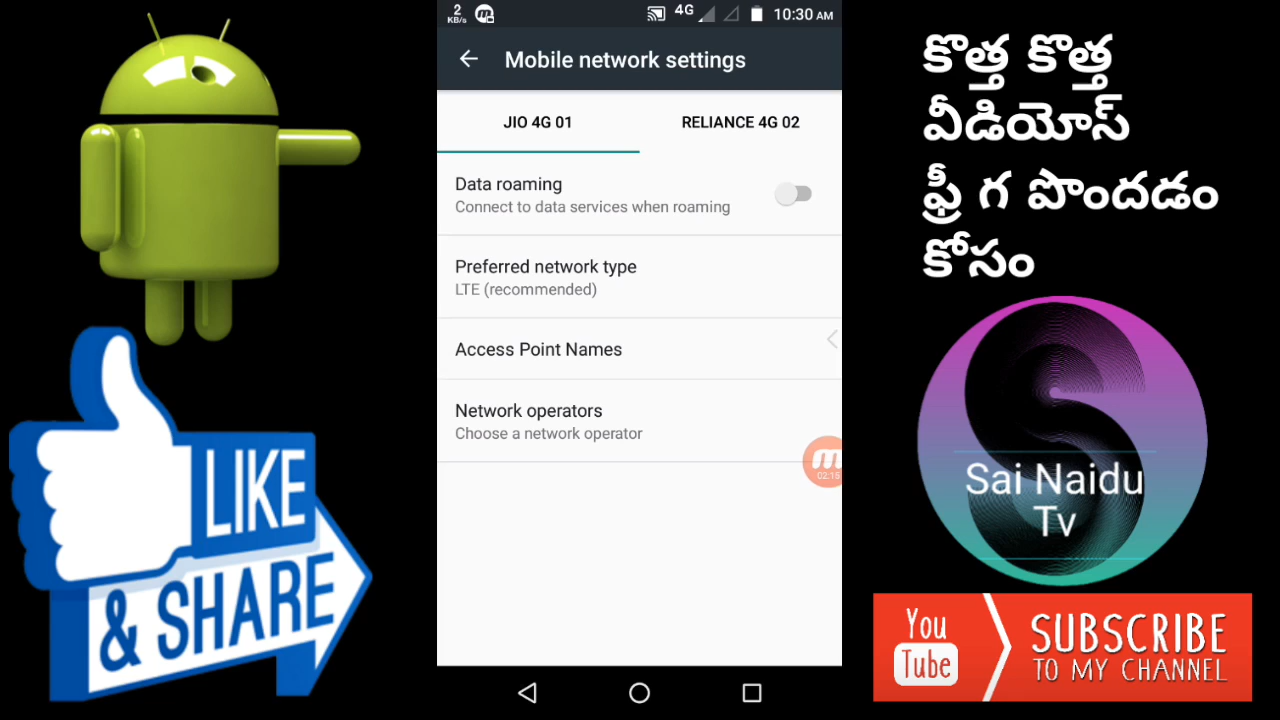 2
KB/s
4G
10:30 AM
Mobile network settings
JIO 4G 01
RELIANCE 4G 02
Data roaming
Connect to data services when roaming
Preferred network type
LTE (recommended)
Access Point Names
Network operators
Choose a network operator
02:15
LIKE
& SHARE
కొత్త కొత్త
వీడియోస్
ఫ్రీ గ పొందడం
కోసం
Sai Naidu
Tv
You
Tube
SUBSCRIBE
TO MY CHANNEL